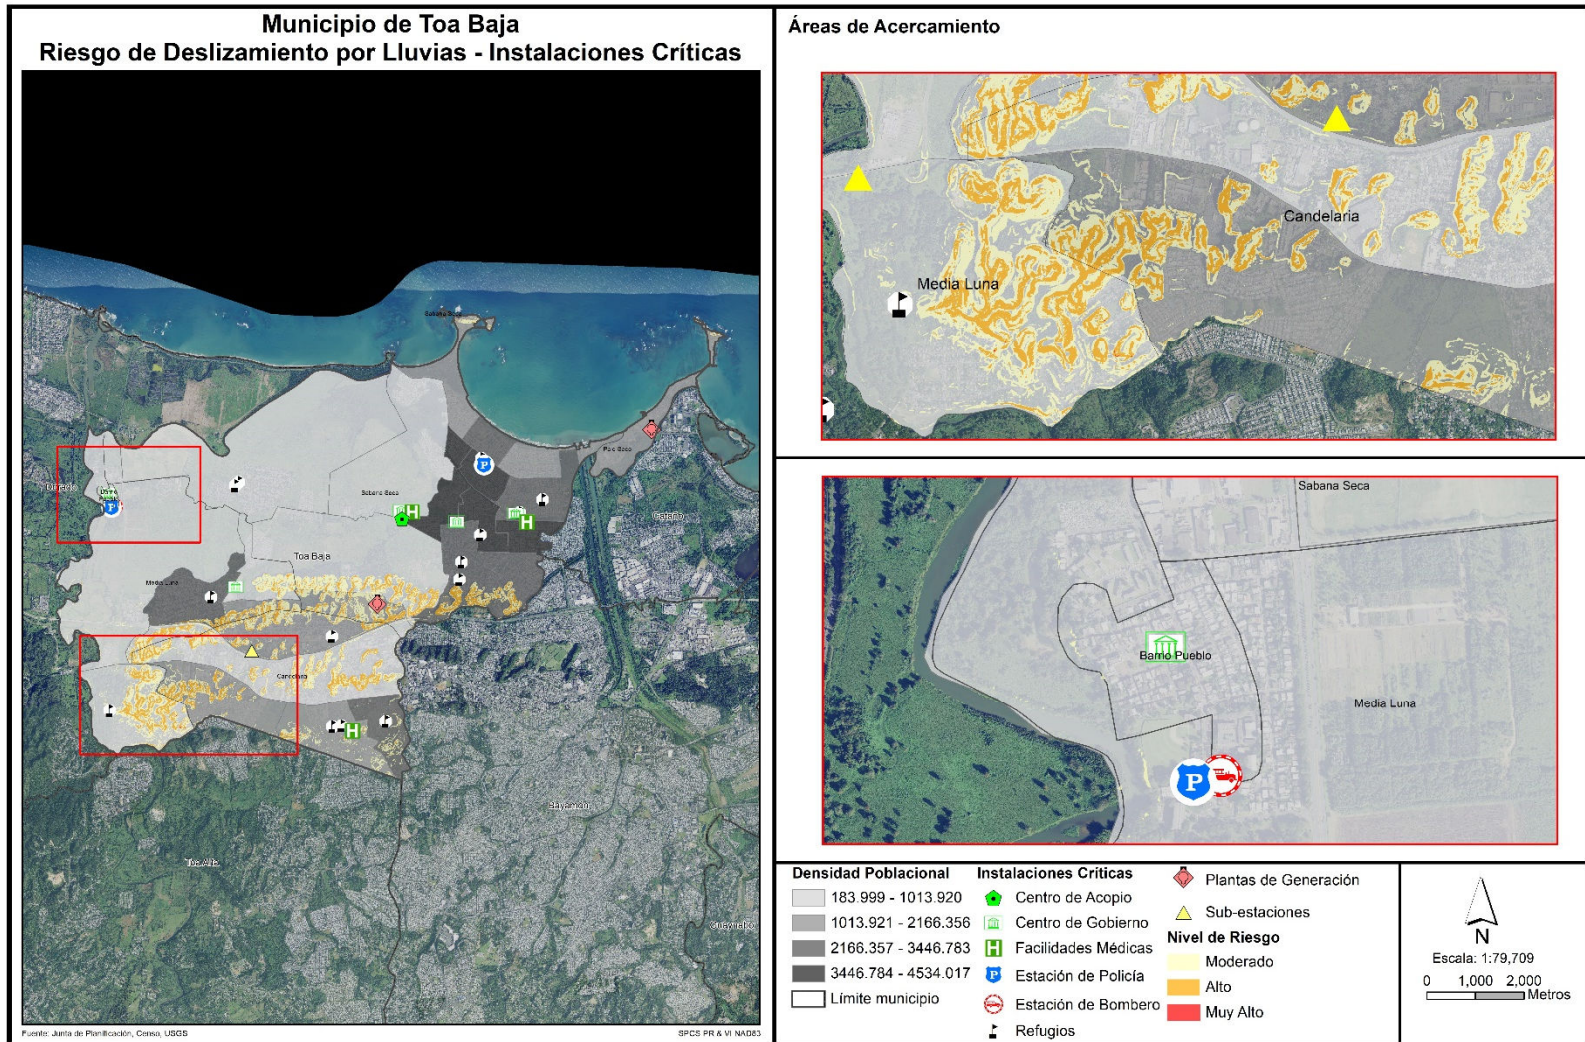 Municipio de Toa Baja
Riesgo de Deslizamiento por Lluvias - Instalaciones Críticas
Sabana Seca
Palo Seco
Dorado
Sabana Seca
Cataño
Toa Baja
Media Luna
Candelaria
Bayamón
Toa Alta
Guaynabo
Fuente: Junta de Planificación, Censo, USGS
SPCS PR & VI NAD83
Áreas de Acercamiento
Candelaria
Media Luna
Sabana Seca
Barrio Pueblo
Media Luna
Densidad Poblacional
183.999 - 1013.920
1013.921 - 2166.356
2166.357 - 3446.783
3446.784 - 4534.017
Límite municipio
Instalaciones Críticas
Centro de Acopio
Centro de Gobierno
H Facilidades Médicas
P Estación de Policía
Estación de Bombero
Refugios
Plantas de Generación
Sub-estaciones
Nivel de Riesgo
Moderado
Alto
Muy Alto
N
Escala: 1:79,709
0 1,000 2,000
Metros